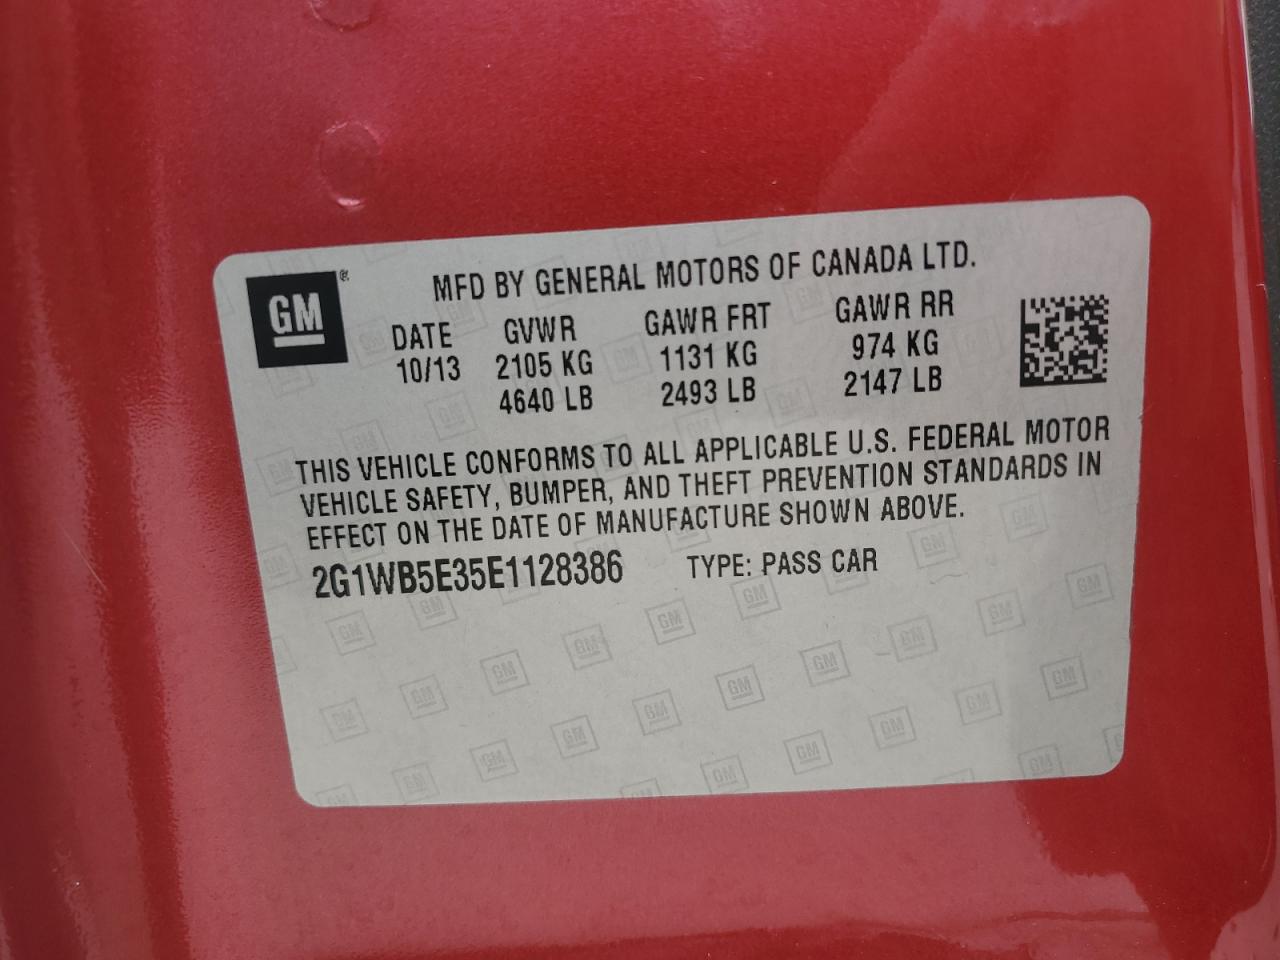 GM®
MFD BY GENERAL MOTORS OF CANADA LTD.
DATE GVWR GAWR FRT GAWR RR
10/13 2105 KG 1131 KG 974 KG
4640 LB 2493 LB 2147 LB
THIS VEHICLE CONFORMS TO ALL APPLICABLE U.S. FEDERAL MOTOR
VEHICLE SAFETY, BUMPER, AND THEFT PREVENTION STANDARDS IN
EFFECT ON THE DATE OF MANUFACTURE SHOWN ABOVE.
2G1WB5E35E1128386 TYPE: PASS CAR